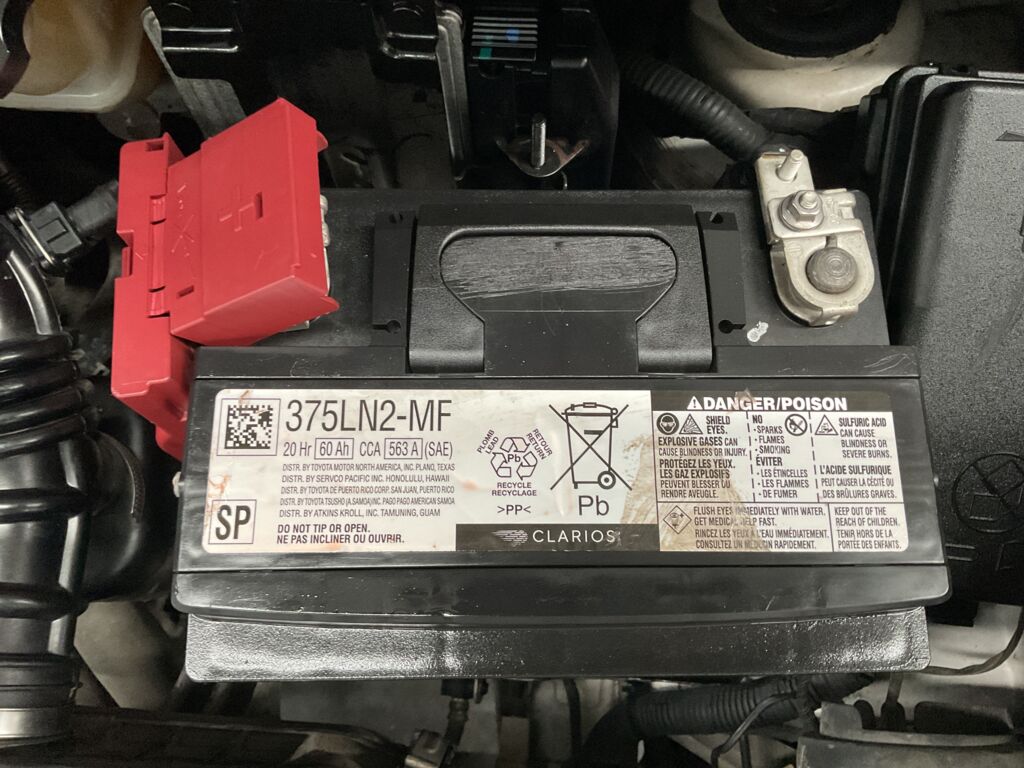 375LN2-MF
20 Hr 60 Ah CCA 563 A (SAE)
DISTR. BY TOYOTA MOTOR NORTH AMERICA, INC. PLANO, TEXAS
DISTR. BY SERVCO PACIFIC INC. HONOLULU, HAWAII
DISTR. BY TOYOTA DE PUERTO RICO CORP. SAN JUAN, PUERTO RICO
DISTR. BY TOYOTA TSUSHO (A.SAMOA)INC. PAGO PAGO AMERICAN SAMOA
DISTR. BY ATKINS KROLL, INC. TAMUNING, GUAM
SP
DO NOT TIP OR OPEN.
NE PAS INCLINER OU OUVRIR.
PLOMB
LEAD
RETOUR
RETURN
Pb
RECYCLE
RECYCLAGE
>PP<
Pb
CLARIOS
DANGER/POISON
SHIELD
EYES.
EXPLOSIVE GASES CAN
CAUSE BLINDNESS OR INJURY.
PROTÉGEZ LES YEUX.
LES GAZ EXPLOSIFS
PEUVENT BLESSER OU
RENDRE AVEUGLE.
NO
- SPARKS
- FLAMES
- SMOKING
ÉVITER
- LES ÉTINCELLES
- LES FLAMMES
- DE FUMER
SULFURIC ACID
CAN CAUSE
BLINDNESS OR
SEVERE BURNS.
L'ACIDE SULFURIQUE
PEUT CAUSER LA CÉCITÉ OU
DES BRÛLURES GRAVES.
FLUSH EYES IMMEDIATELY WITH WATER.
GET MEDICAL HELP FAST.
RINCEZ LES YEUX À L'EAU IMMÉDIATEMENT.
CONSULTEZ UN MÉDECIN RAPIDEMENT.
KEEP OUT OF THE
REACH OF CHILDREN.
TENIR HORS DE LA
PORTÉE DES ENFANTS.